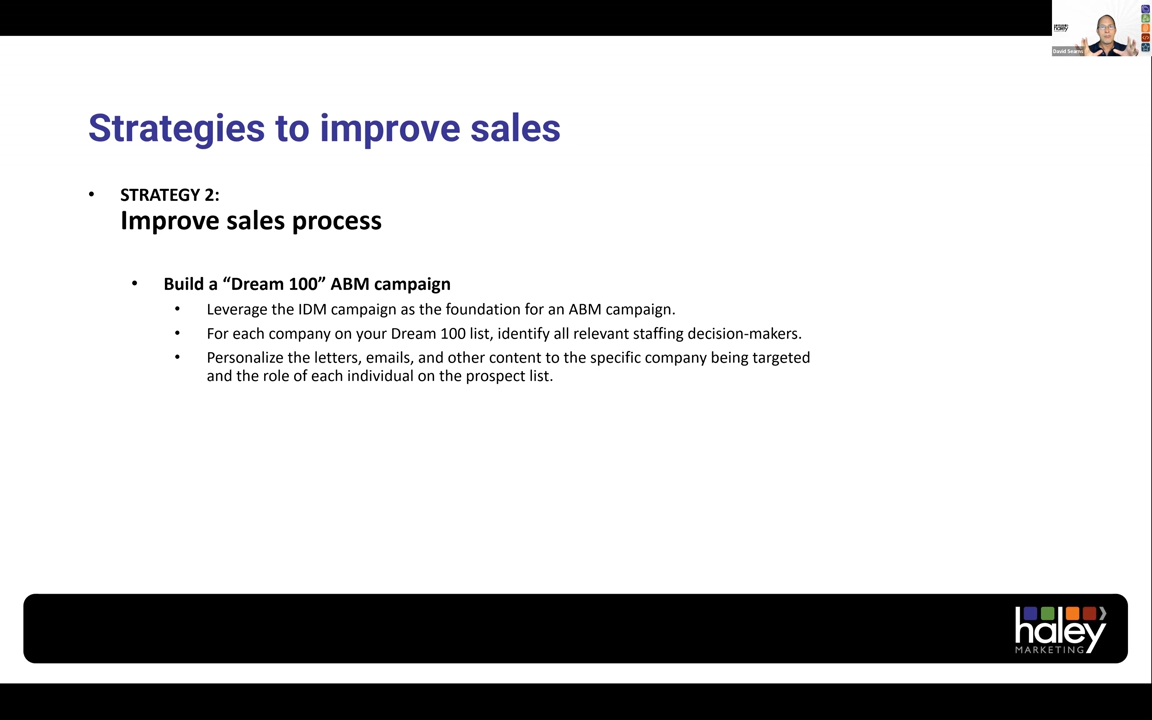 haley
David Searns
Strategies to improve sales
• STRATEGY 2:
Improve sales process
• Build a “Dream 100” ABM campaign
• Leverage the IDM campaign as the foundation for an ABM campaign.
• For each company on your Dream 100 list, identify all relevant staffing decision-makers.
• Personalize the letters, emails, and other content to the specific company being targeted
and the role of each individual on the prospect list.
haley
MARKETING